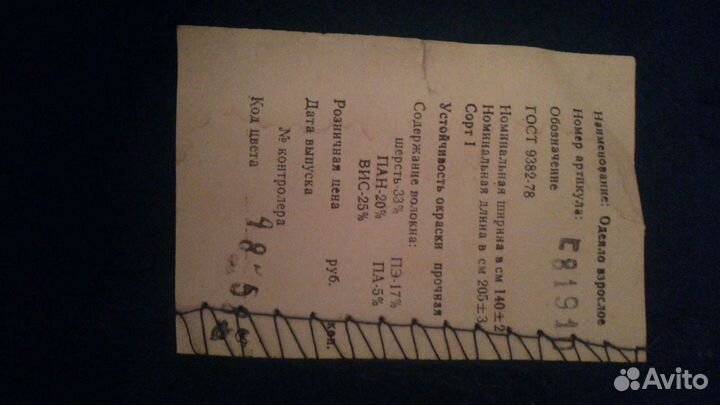 Наименование: Одеяло взрослое
Номер артикула:
Обозначение
ГОСТ 9382-78
Номинальная ширина в см 140±2
Номинальная длина в см 205±3
Сорт I
Устойчивость окраски прочная
Содержание волокна:
шерсть-33% ПЭ-17%
ПАН-20% ПА-5%
ВИС-25%
Розничная цена руб. коп.
Дата выпуска
№ контролера
Код цвета
Avito